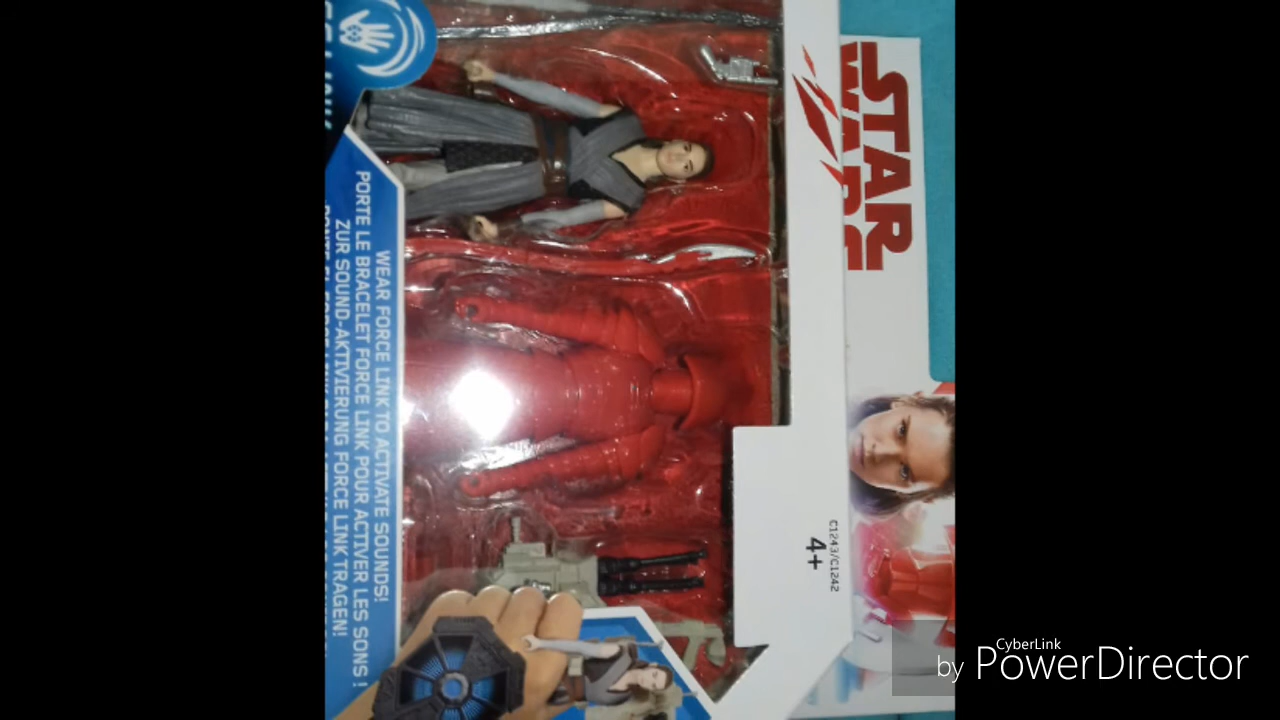 STAR
WARS
C1243/C1242
4+
WEAR FORCE LINK TO ACTIVATE SOUNDS!
PORTE LE BRACELET FORCE LINK POUR ACTIVER LES SONS !
ZUR SOUND-AKTIVIERUNG FORCE LINK TRAGEN!
CyberLink
by PowerDirector